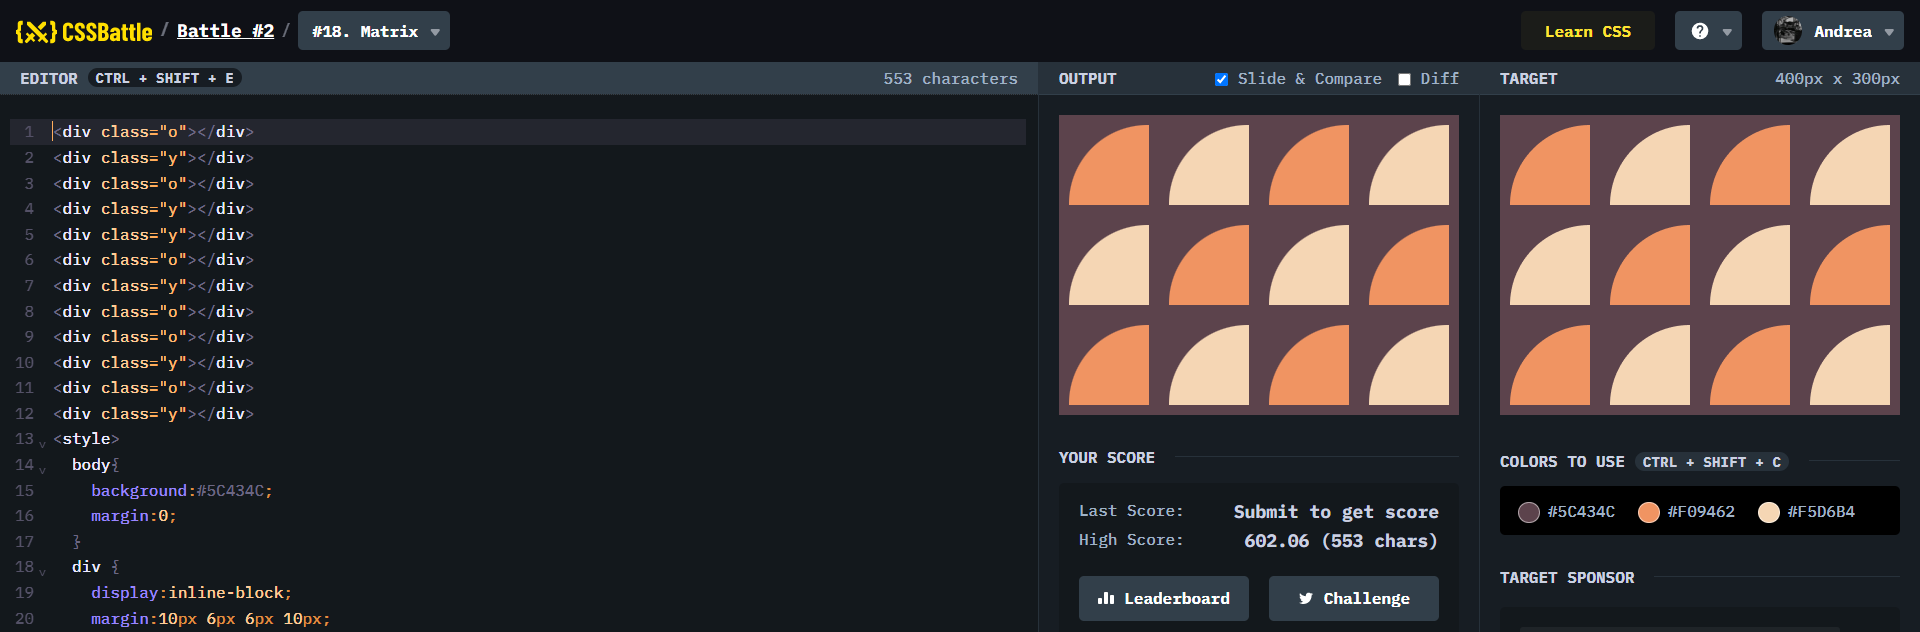 {X} CSSBattle / Battle #2 / #18. Matrix
Learn CSS
? Andrea
EDITOR CTRL + SHIFT + E
553 characters
1 <div class="o"></div>
2 <div class="y"></div>
3 <div class="o"></div>
4 <div class="y"></div>
5 <div class="y"></div>
6 <div class="o"></div>
7 <div class="y"></div>
8 <div class="o"></div>
9 <div class="o"></div>
10 <div class="y"></div>
11 <div class="o"></div>
12 <div class="y"></div>
13 <style>
14 body{
15 background:#5C434C;
16 margin:0;
17 }
18 div {
19 display:inline-block;
20 margin:10px 6px 6px 10px;
OUTPUT
Slide & Compare
Diff
YOUR SCORE
Last Score: Submit to get score
High Score: 602.06 (553 chars)
Leaderboard
Challenge
TARGET
400px x 300px
COLORS TO USE CTRL + SHIFT + C
#5C434C #F09462 #F5D6B4
TARGET SPONSOR